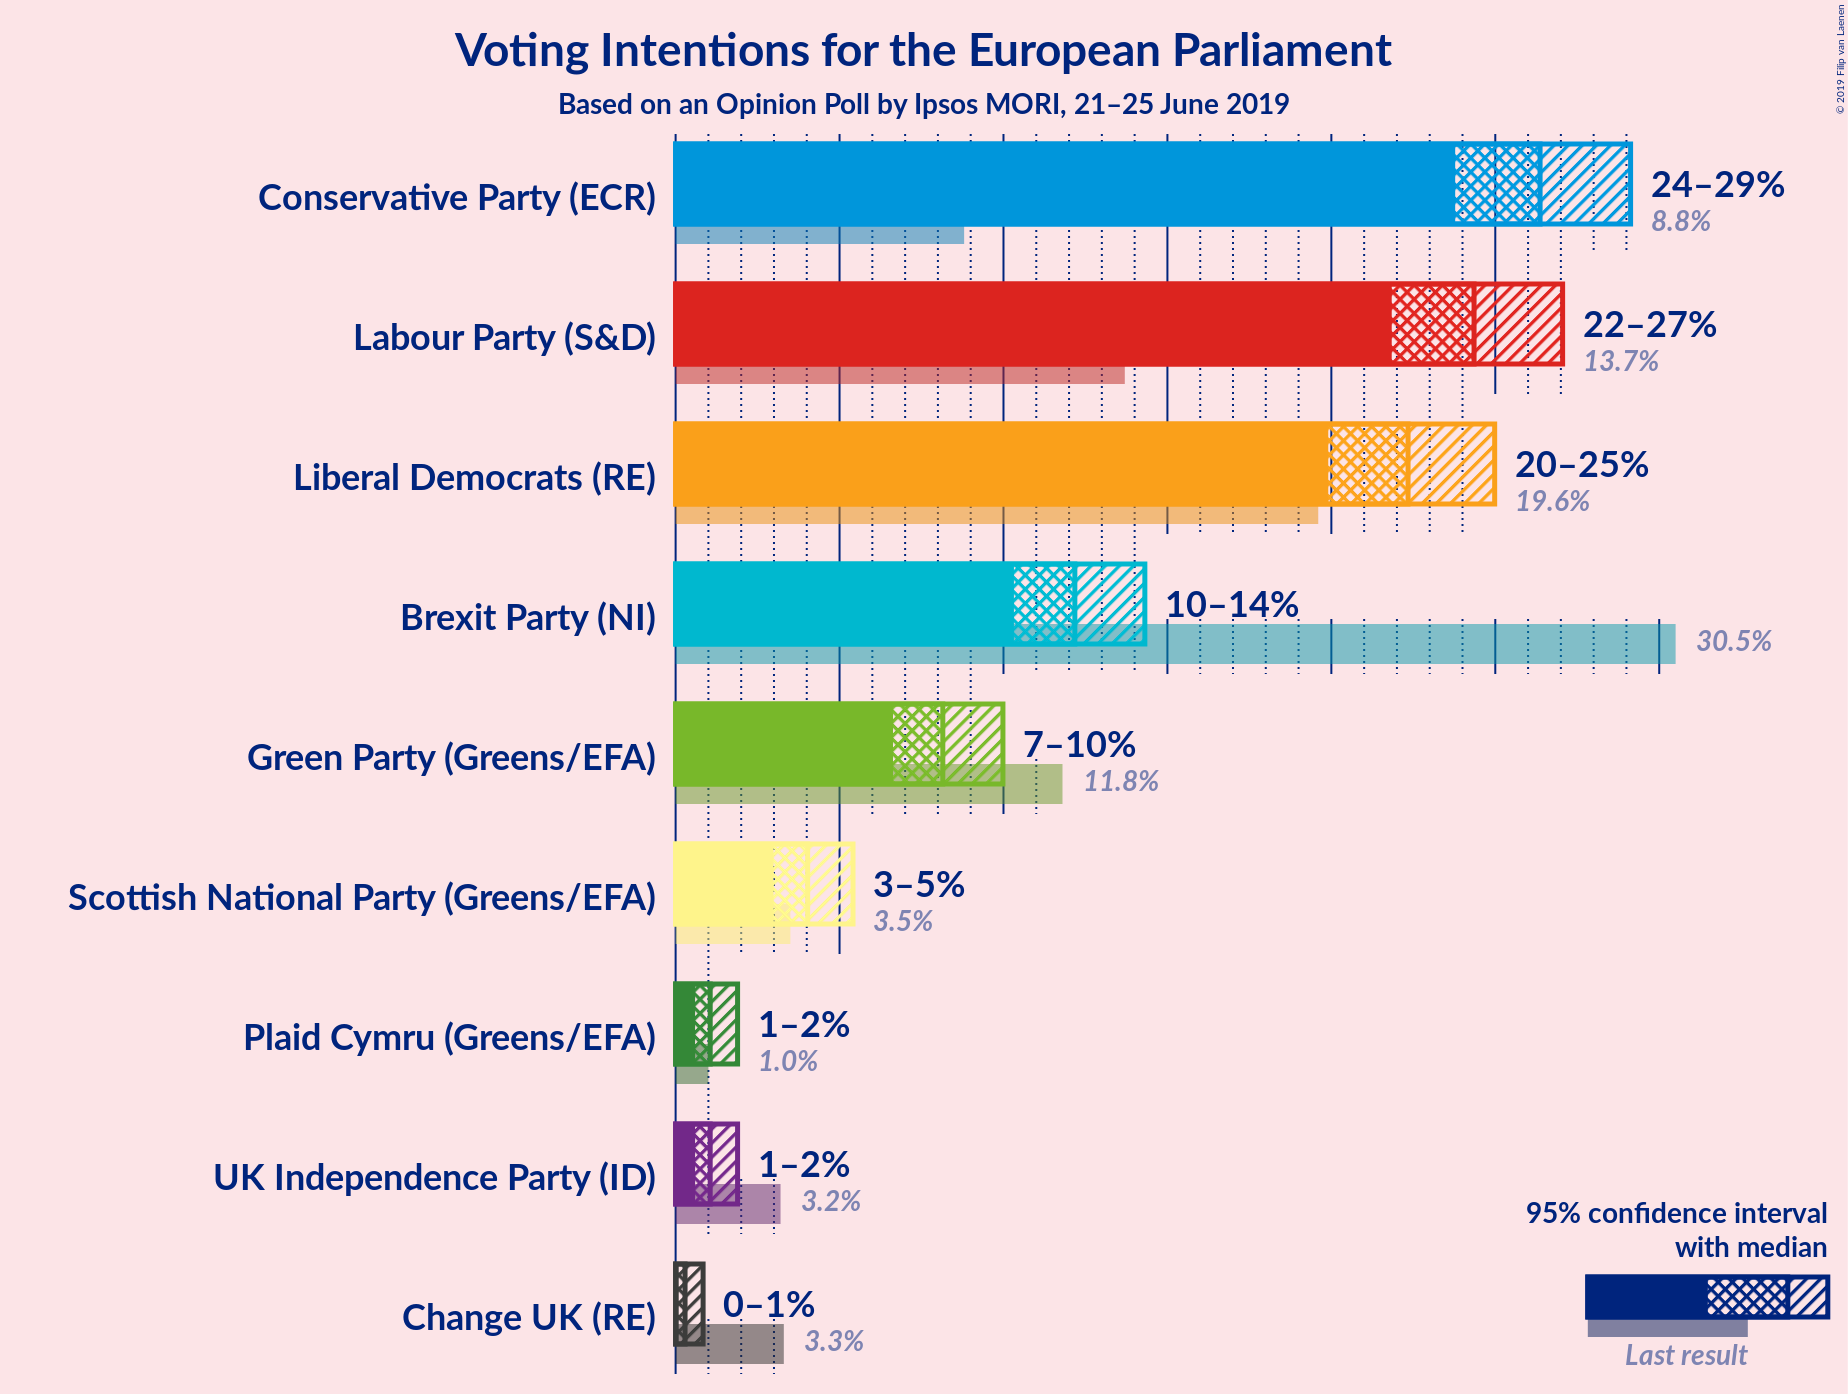 Voting Intentions for the European Parliament
Based on an Opinion Poll by Ipsos MORI, 21–25 June 2019
© 2019 Filip van Laenen
Conservative Party (ECR)
24–29%
8.8%
Labour Party (S&D)
22–27%
13.7%
Liberal Democrats (RE)
20–25%
19.6%
Brexit Party (NI)
10–14%
30.5%
Green Party (Greens/EFA)
7–10%
11.8%
Scottish National Party (Greens/EFA)
3–5%
3.5%
Plaid Cymru (Greens/EFA)
1–2%
1.0%
UK Independence Party (ID)
1–2%
3.2%
Change UK (RE)
0–1%
3.3%
95% confidence interval
with median
Last result